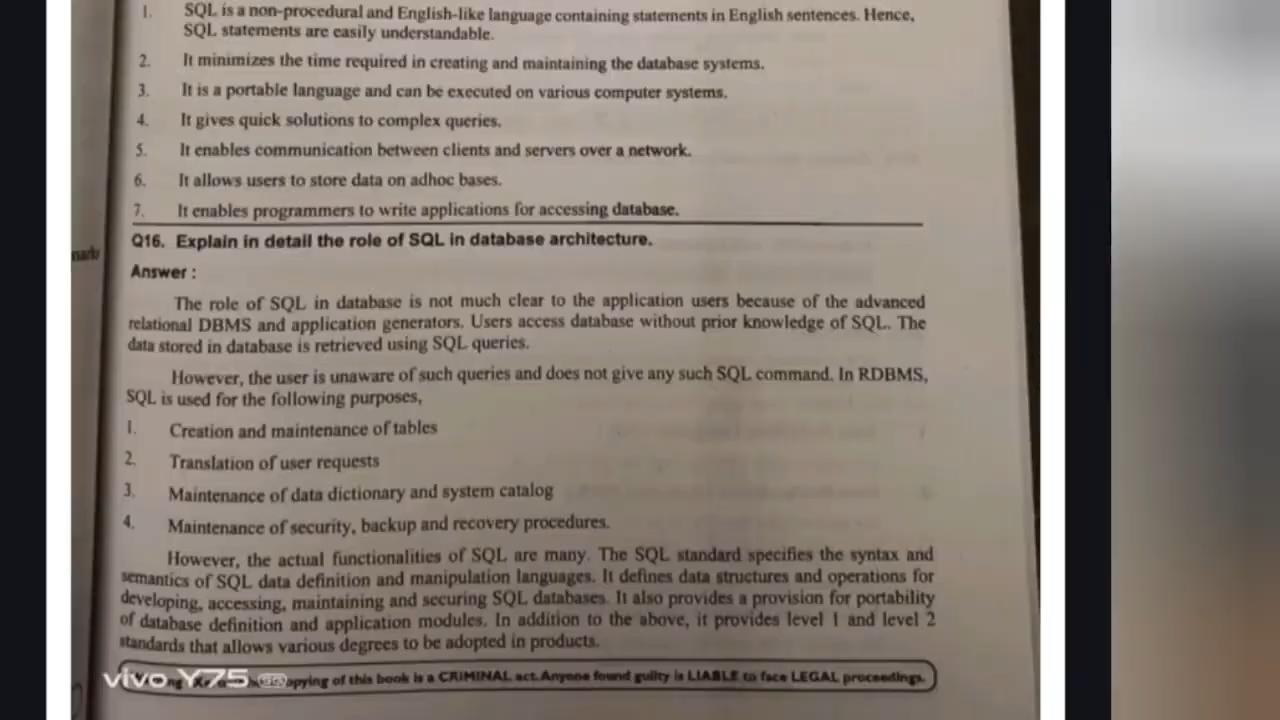 1. SQL is a non-procedural and English-like language containing statements in English sentences. Hence,
SQL statements are easily understandable.
2. It minimizes the time required in creating and maintaining the database systems.
3. It is a portable language and can be executed on various computer systems.
4. It gives quick solutions to complex queries.
5. It enables communication between clients and servers over a network.
6. It allows users to store data on adhoc bases.
7. It enables programmers to write applications for accessing database.
Q16. Explain in detail the role of SQL in database architecture.
Answer :
The role of SQL in database is not much clear to the application users because of the advanced
relational DBMS and application generators. Users access database without prior knowledge of SQL. The
data stored in database is retrieved using SQL queries.
However, the user is unaware of such queries and does not give any such SQL command. In RDBMS,
SQL is used for the following purposes,
1. Creation and maintenance of tables
2. Translation of user requests
3. Maintenance of data dictionary and system catalog
4. Maintenance of security, backup and recovery procedures.
However, the actual functionalities of SQL are many. The SQL standard specifies the syntax and
semantics of SQL data definition and manipulation languages. It defines data structures and operations for
developing, accessing, maintaining and securing SQL databases. It also provides a provision for portability
of database definition and application modules. In addition to the above, it provides level 1 and level 2
standards that allows various degrees to be adopted in products.
vivo Y75
of this book is a CRIMINAL act. Anyone found guilty is LIABLE to face LEGAL proceedings.